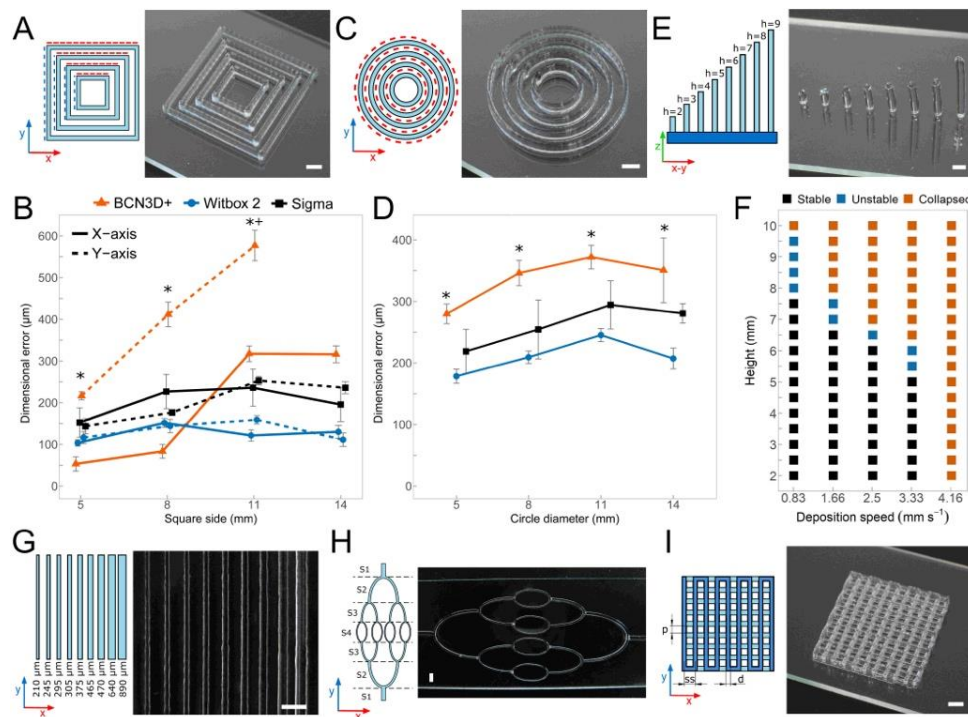 A
y
x
C
y
x
E
h=2
h=3
h=4
h=5
h=6
h=7
h=8
h=9
z
x-y
B
BCN3D+ Witbox 2 Sigma
X-axis
Y-axis
Dimensional error (µm)
600
500
400
300
200
100
0
* * *+
5 8 11 14
Square side (mm)
D
Dimensional error (µm)
400
300
200
100
0
* * * *
5 8 11 14
Circle diameter (mm)
F
Stable Unstable Collapsed
Height (mm)
10
9
8
7
6
5
4
3
2
0.83 1.66 2.5 3.33 4.16
Deposition speed (mm s⁻¹)
G
210 µm
245 µm
295 µm
305 µm
375 µm
465 µm
470 µm
640 µm
890 µm
y
x
H
S1
S2
S3
S4
S3
S2
S1
y
x
I
p
ss d
y
x